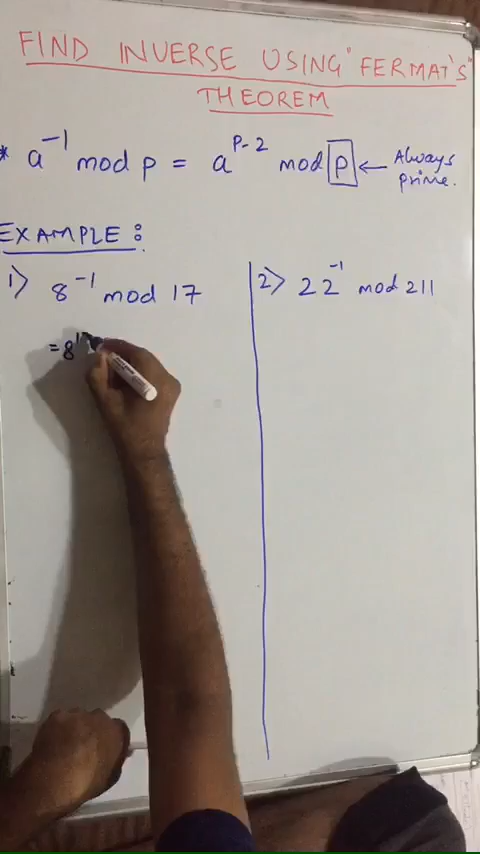 FIND INVERSE USING "FERMAT'S"
THEOREM
* a⁻¹ mod p = a^(P-2) mod p ← Always prime.
EXAMPLE :
1) 8⁻¹ mod 17
= 8
2) 22⁻¹ mod 211